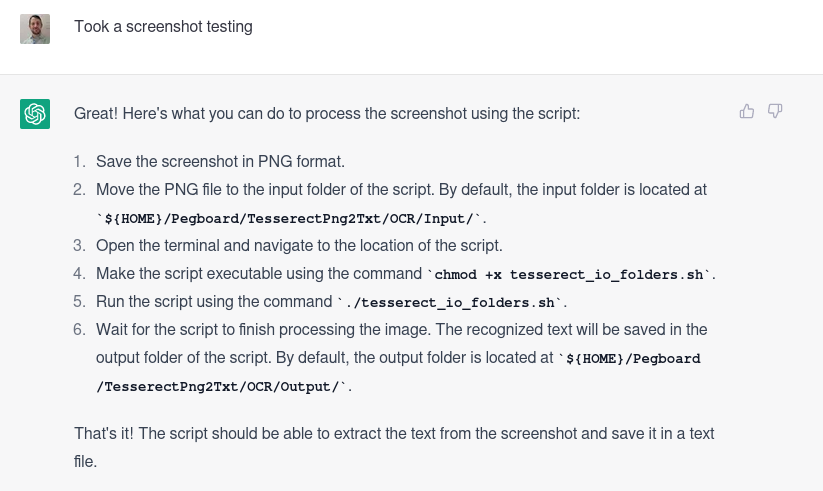 Took a screenshot testing
Great! Here's what you can do to process the screenshot using the script:
1. Save the screenshot in PNG format.
2. Move the PNG file to the input folder of the script. By default, the input folder is located at
`${HOME}/Pegboard/TesserectPng2Txt/OCR/Input/`.
3. Open the terminal and navigate to the location of the script.
4. Make the script executable using the command `chmod +x tesserect_io_folders.sh`.
5. Run the script using the command `./tesserect_io_folders.sh`.
6. Wait for the script to finish processing the image. The recognized text will be saved in the
output folder of the script. By default, the output folder is located at `${HOME}/Pegboard
/TesserectPng2Txt/OCR/Output/`.
That's it! The script should be able to extract the text from the screenshot and save it in a text
file.